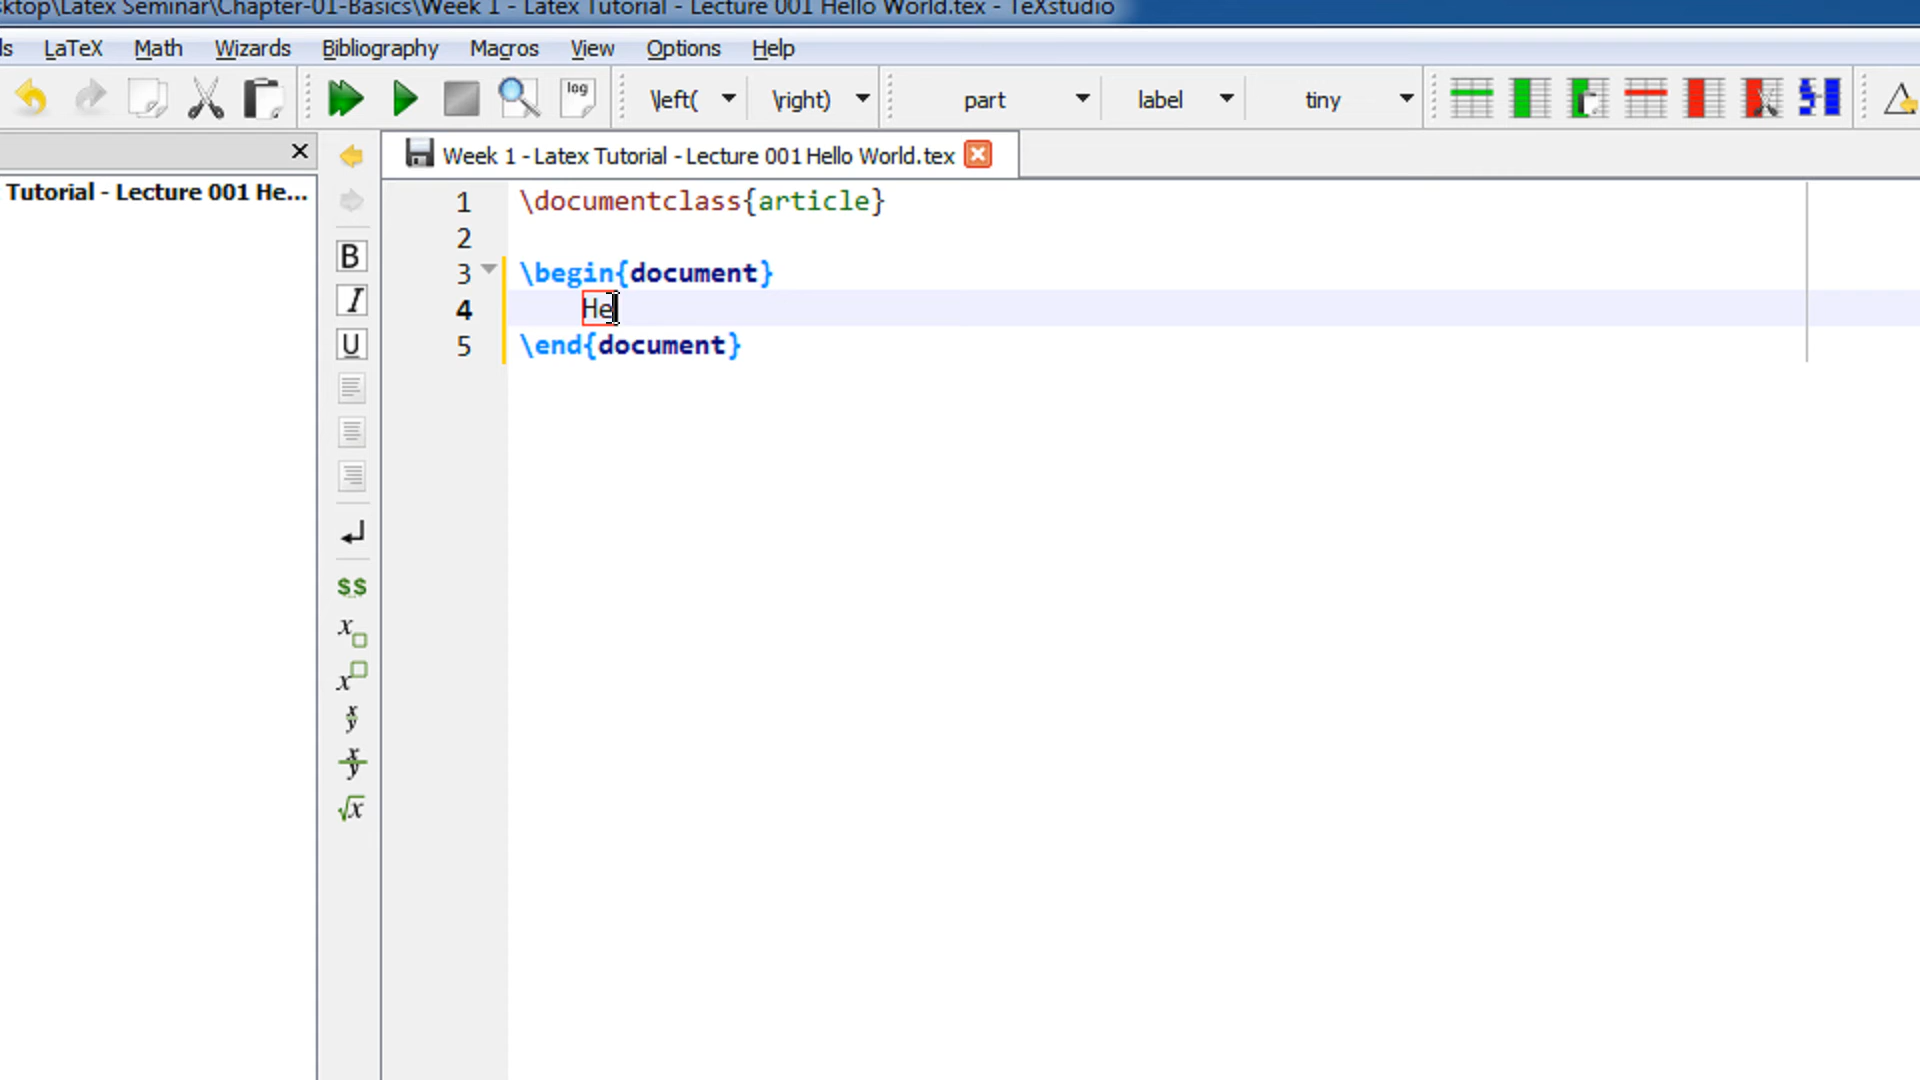 sktop\Latex Seminar\Chapter-01-Basics\Week 1 - Latex Tutorial - Lecture 001 Hello World.tex - TeXstudio
LaTeX Math Wizards Bibliography Macros View Options Help
log \left( \right) part label tiny
Week 1 - Latex Tutorial - Lecture 001 Hello World.tex
Tutorial - Lecture 001 He...
1 \documentclass{article}
2
3 \begin{document}
4 He
5 \end{document}
B
I
U
$$
x
x
x
y
x
y
√x